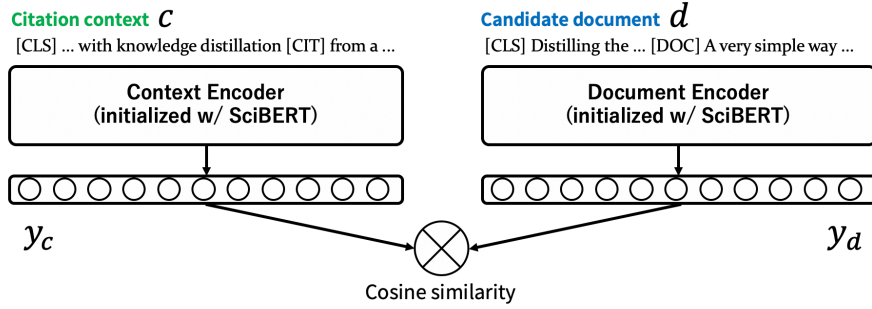 Citation context c
[CLS] ... with knowledge distillation [CIT] from a ...
Context Encoder
(initialized w/ SciBERT)
y_c
Candidate document d
[CLS] Distilling the ... [DOC] A very simple way ...
Document Encoder
(initialized w/ SciBERT)
y_d
Cosine similarity